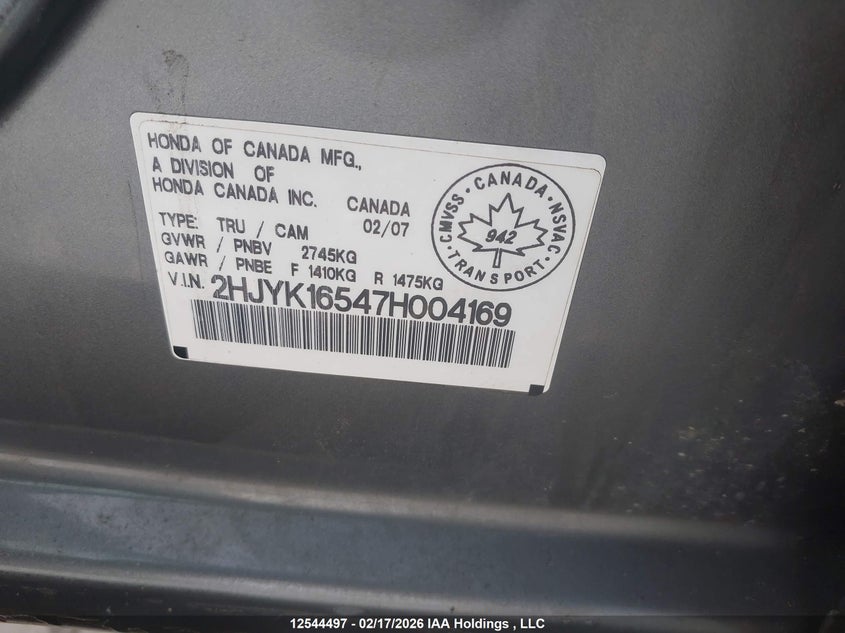 HONDA OF CANADA MFG.,
A DIVISION OF
HONDA CANADA INC. CANADA
TYPE: TRU / CAM 02/07
GVWR / PNBV 2745KG
GAWR / PNBE F 1410KG R 1475KG
V.I.N. 2HJYK16547H004169
CMVSS · CANADA · NSVAC
942
TRANSPORT
12544497 - 02/17/2026 IAA Holdings , LLC